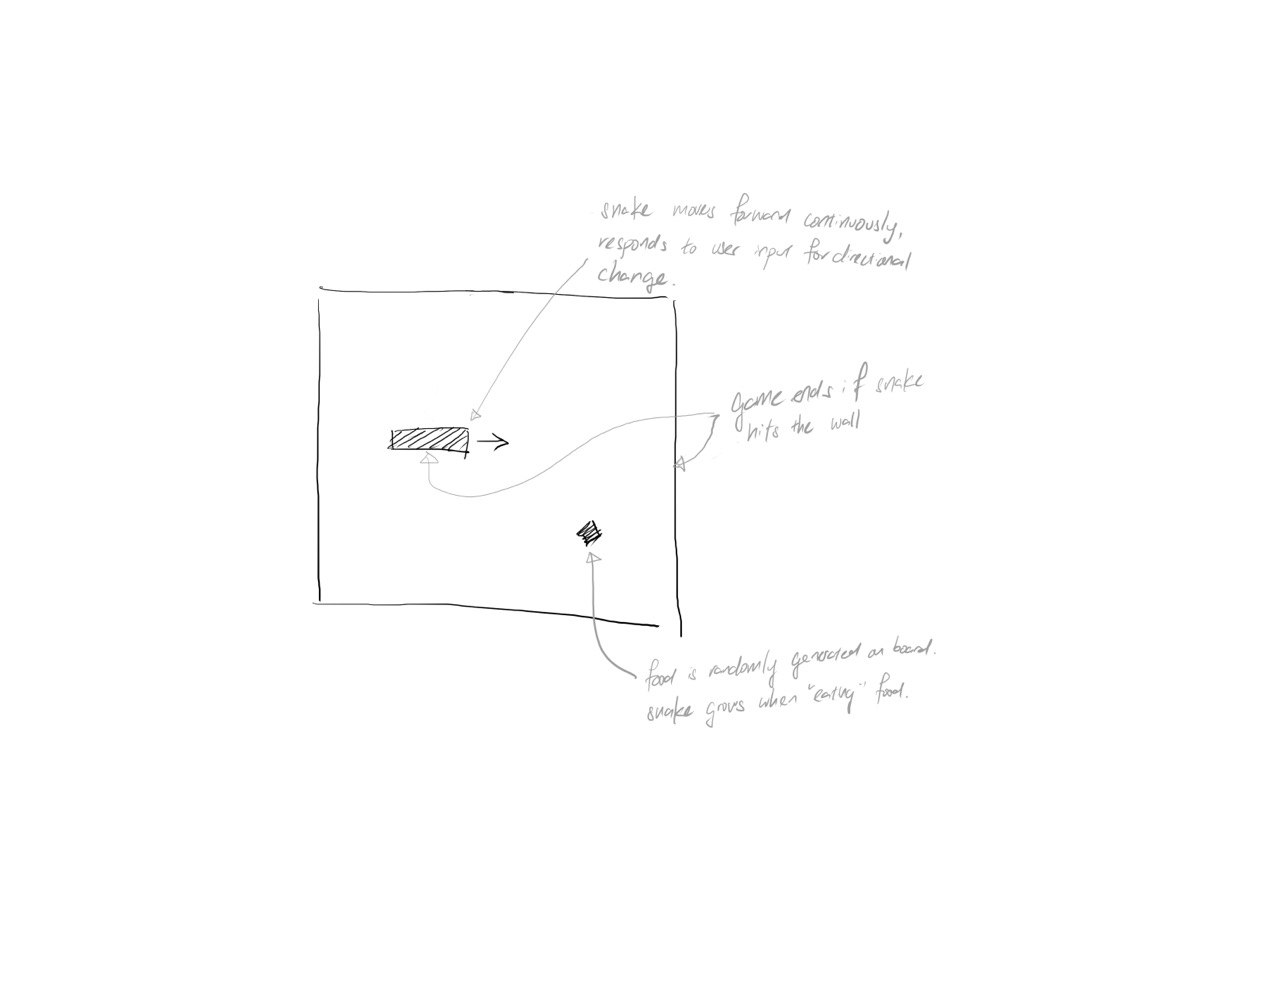 snake moves forward continuously,
responds to user input for directional
change.
game ends if snake
hits the wall
food is randomly generated on board.
snake grows when "eating" food.